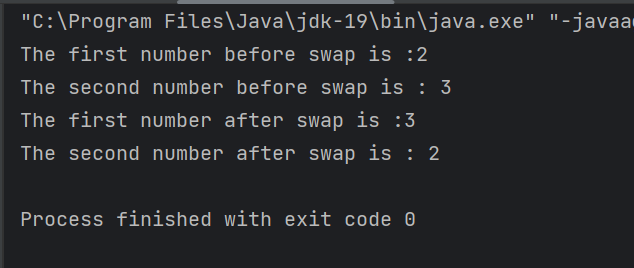 "C:\Program Files\Java\jdk-19\bin\java.exe" "-javaa
The first number before swap is :2
The second number before swap is : 3
The first number after swap is :3
The second number after swap is : 2
Process finished with exit code 0